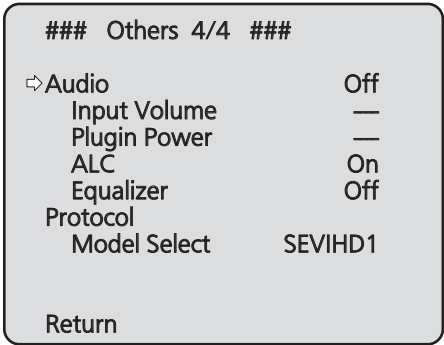 ### Others 4/4 ###
⇨Audio Off
Input Volume —
Plugin Power —
ALC On
Equalizer Off
Protocol
Model Select SEVIHD1
Return